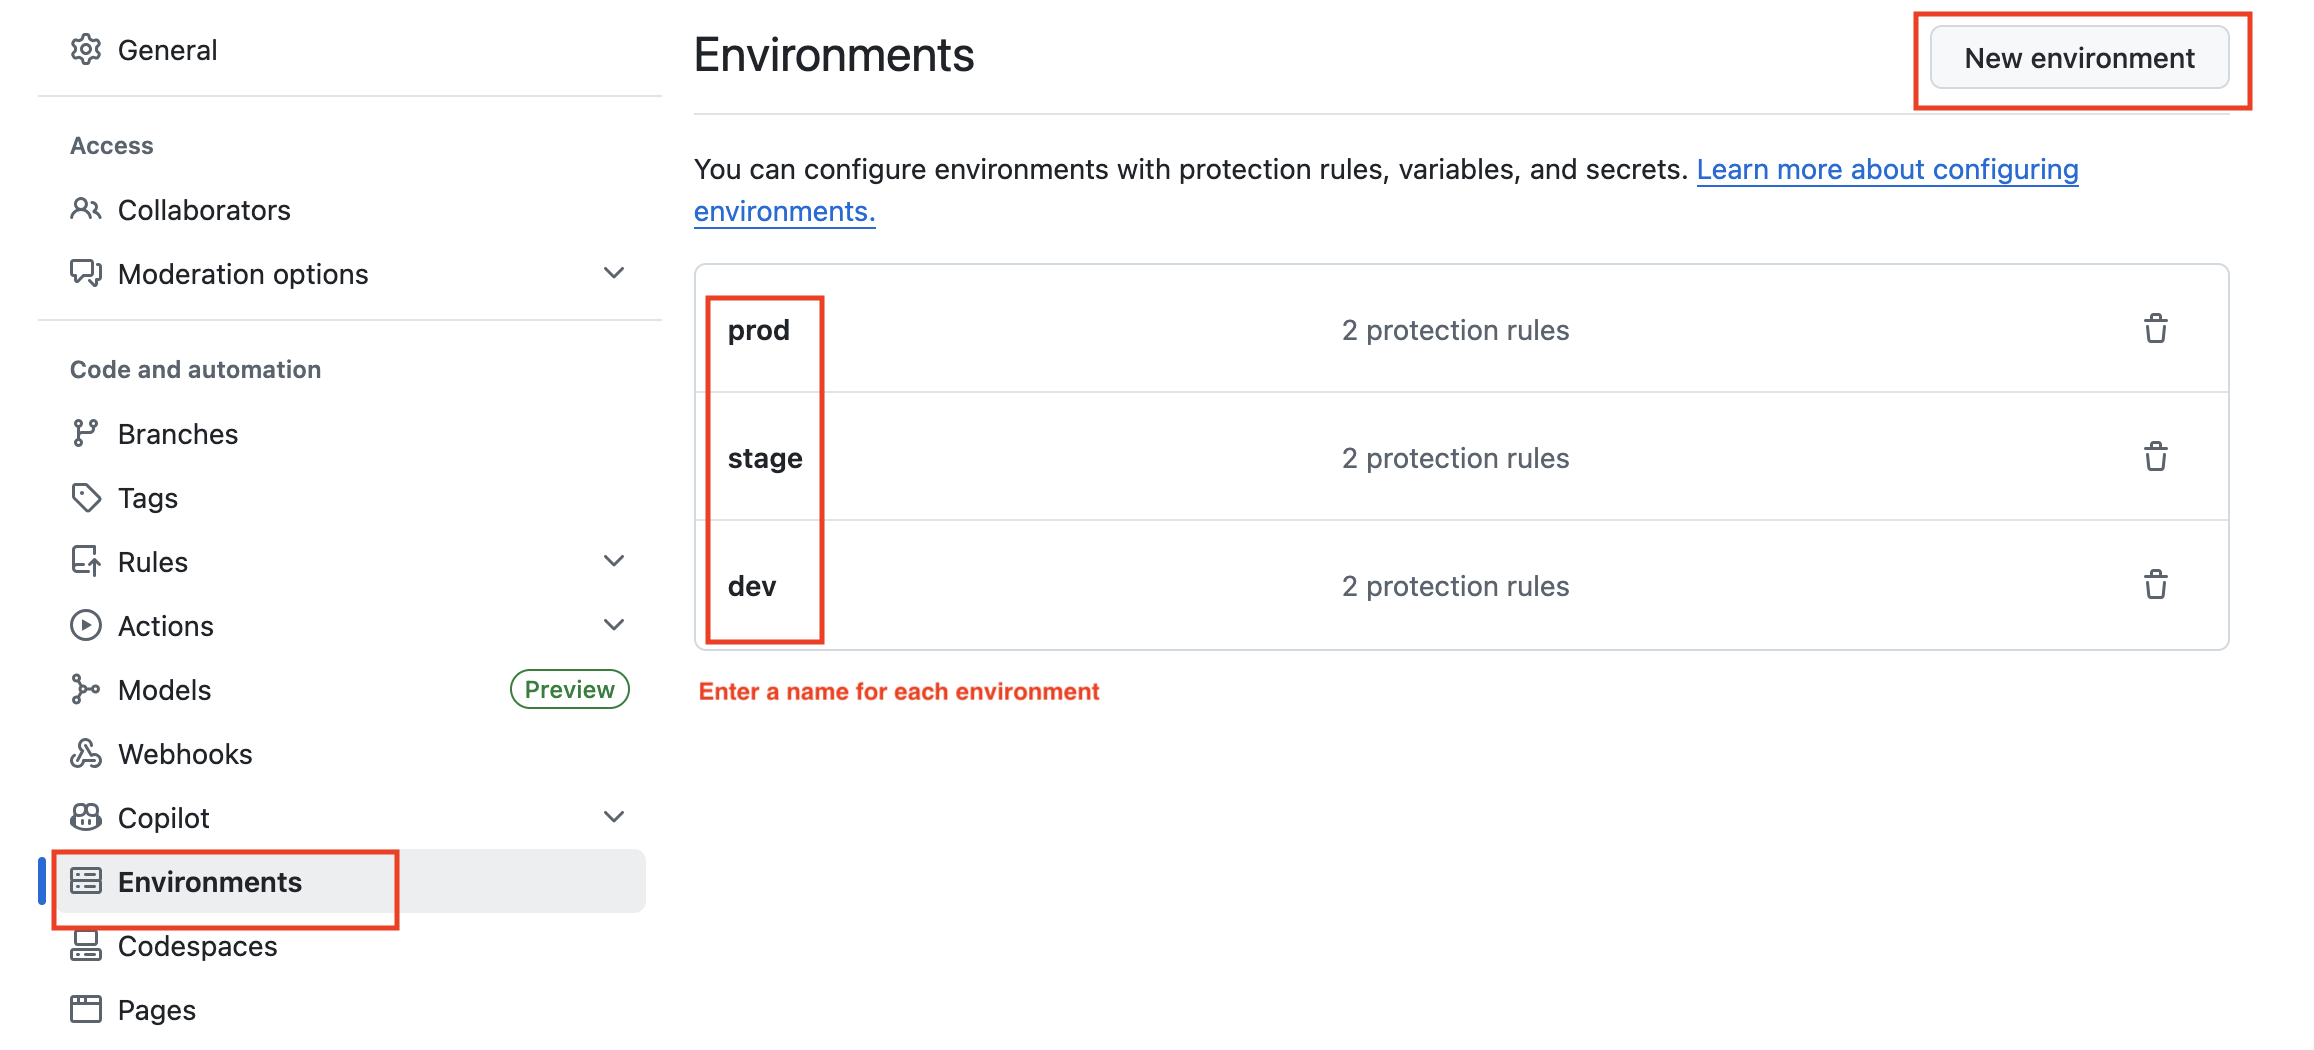 General
Access
Collaborators
Moderation options
Code and automation
Branches
Tags
Rules
Actions
Models
Preview
Webhooks
Copilot
Environments
Codespaces
Pages
Environments
New environment
You can configure environments with protection rules, variables, and secrets. Learn more about configuring
environments.
prod 2 protection rules
stage 2 protection rules
dev 2 protection rules
Enter a name for each environment